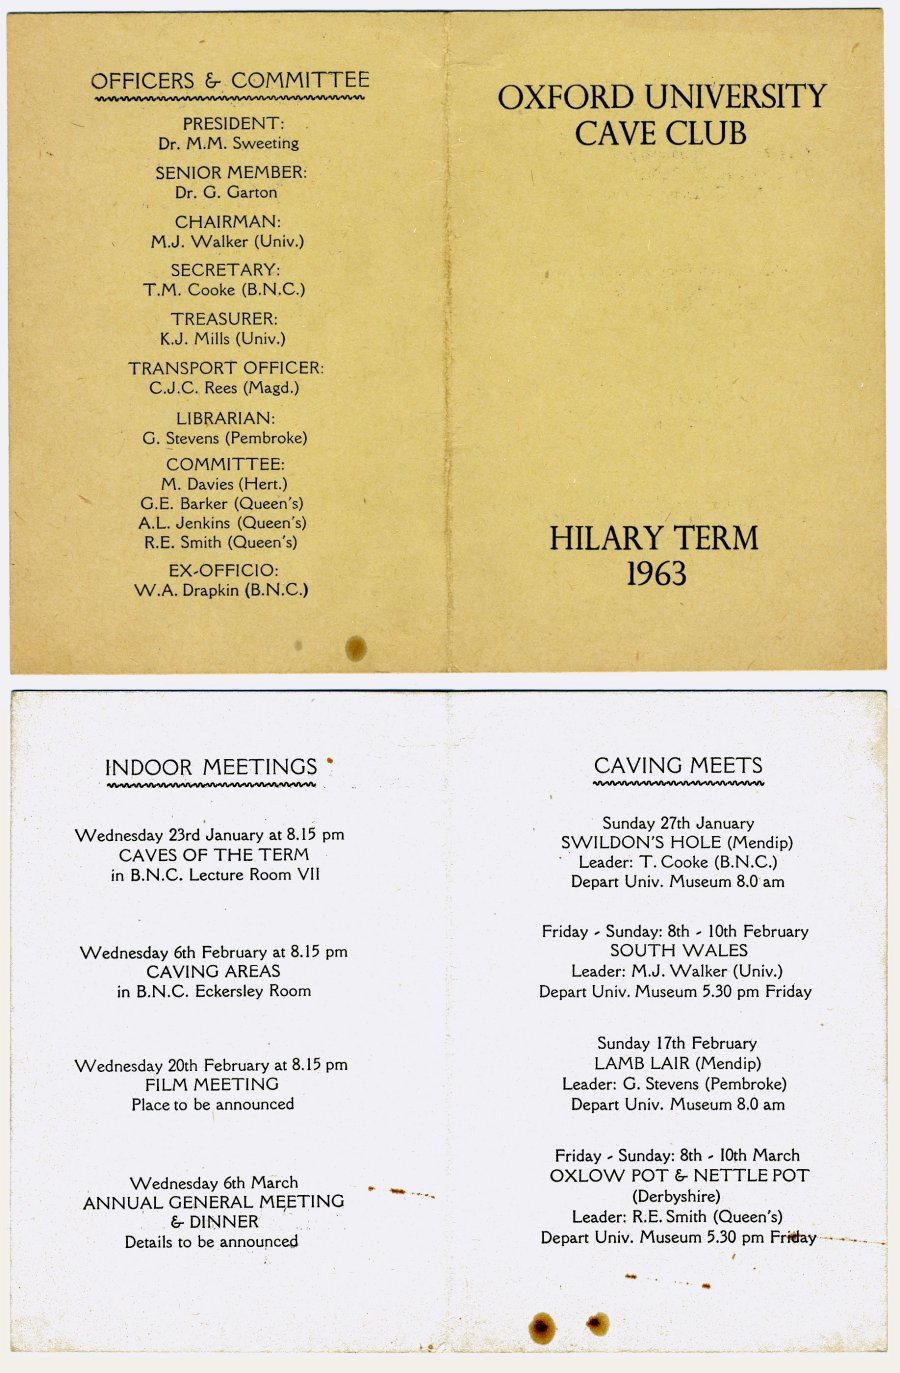 OFFICERS & COMMITTEE
PRESIDENT:
Dr. M.M. Sweeting
SENIOR MEMBER:
Dr. G. Garton
CHAIRMAN:
M.J. Walker (Univ.)
SECRETARY:
T.M. Cooke (B.N.C.)
TREASURER:
K.J. Mills (Univ.)
TRANSPORT OFFICER:
C.J.C. Rees (Magd.)
LIBRARIAN:
G. Stevens (Pembroke)
COMMITTEE:
M. Davies (Hert.)
G.E. Barker (Queen's)
A.L. Jenkins (Queen's)
R.E. Smith (Queen's)
EX-OFFICIO:
W.A. Drapkin (B.N.C.)
OXFORD UNIVERSITY
CAVE CLUB
HILARY TERM
1963
INDOOR MEETINGS
Wednesday 23rd January at 8.15 pm
CAVES OF THE TERM
in B.N.C. Lecture Room VII
Wednesday 6th February at 8.15 pm
CAVING AREAS
in B.N.C. Eckersley Room
Wednesday 20th February at 8.15 pm
FILM MEETING
Place to be announced
Wednesday 6th March
ANNUAL GENERAL MEETING
& DINNER
Details to be announced
CAVING MEETS
Sunday 27th January
SWILDON'S HOLE (Mendip)
Leader: T. Cooke (B.N.C.)
Depart Univ. Museum 8.0 am
Friday - Sunday: 8th - 10th February
SOUTH WALES
Leader: M.J. Walker (Univ.)
Depart Univ. Museum 5.30 pm Friday
Sunday 17th February
LAMB LAIR (Mendip)
Leader: G. Stevens (Pembroke)
Depart Univ. Museum 8.0 am
Friday - Sunday: 8th - 10th March
OXLOW POT & NETTLE POT
(Derbyshire)
Leader: R.E. Smith (Queen's)
Depart Univ. Museum 5.30 pm Friday